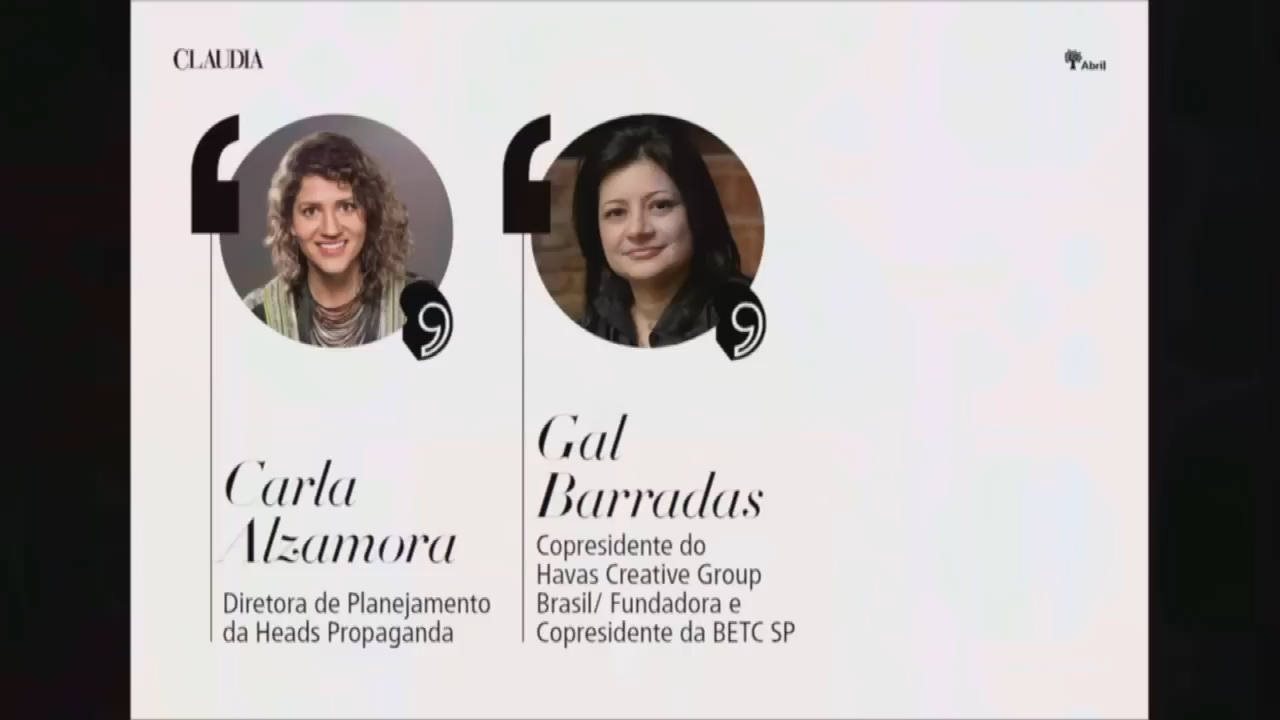 CLAUDIA
Abril
Carla
Alzamora
Diretora de Planejamento
da Heads Propaganda
Gal
Barradas
Copresidente do
Havas Creative Group
Brasil/ Fundadora e
Copresidente da BETC SP